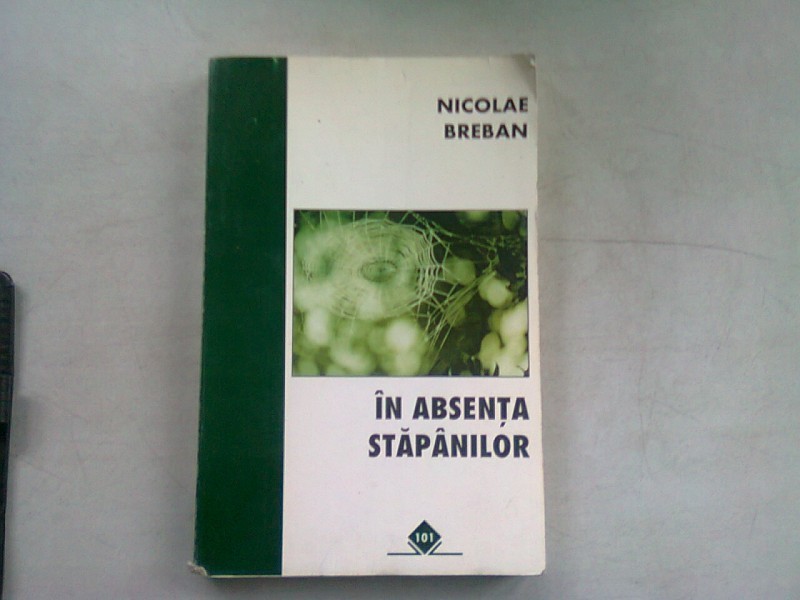 NICOLAE
BREBAN
ÎN ABSENȚA
STĂPÂNILOR
101